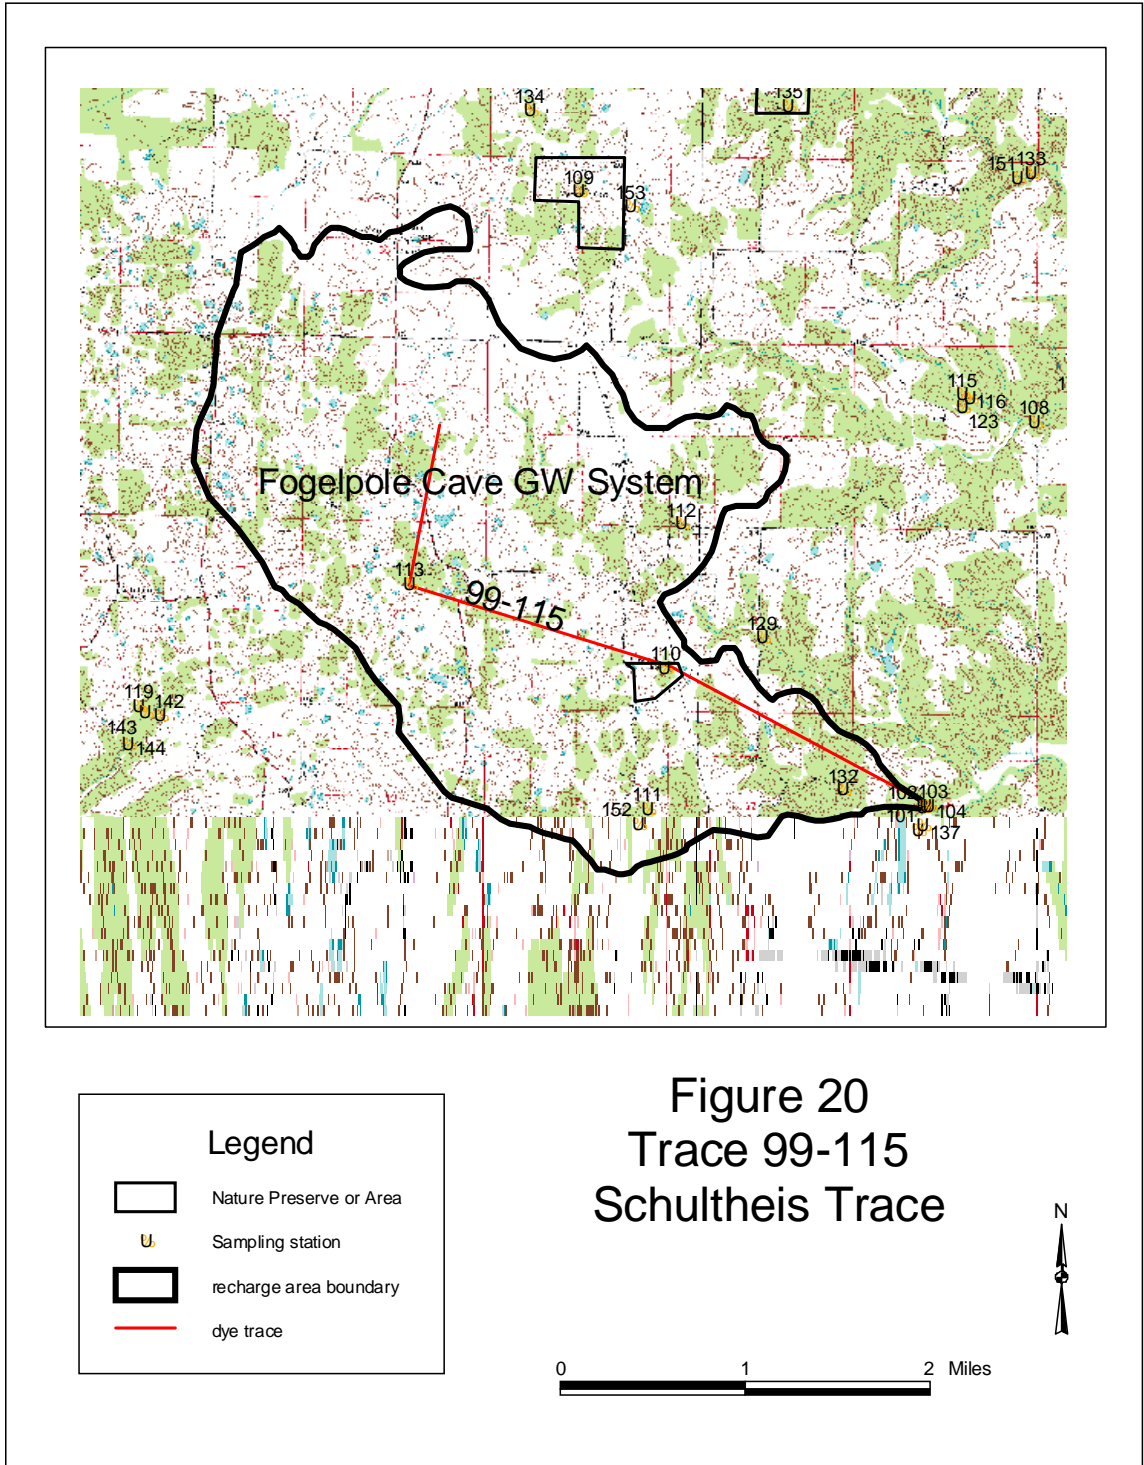 134
135
151
133
109
153
115
116
123
108
1
Fogelpole Cave GW System
112
113
99-115
129
110
119
142
143
144
132
111
152
103
101
104
137
Figure 20
Trace 99-115
Schultheis Trace
Legend
Nature Preserve or Area
Sampling station
recharge area boundary
dye trace
N
0 1 2 Miles